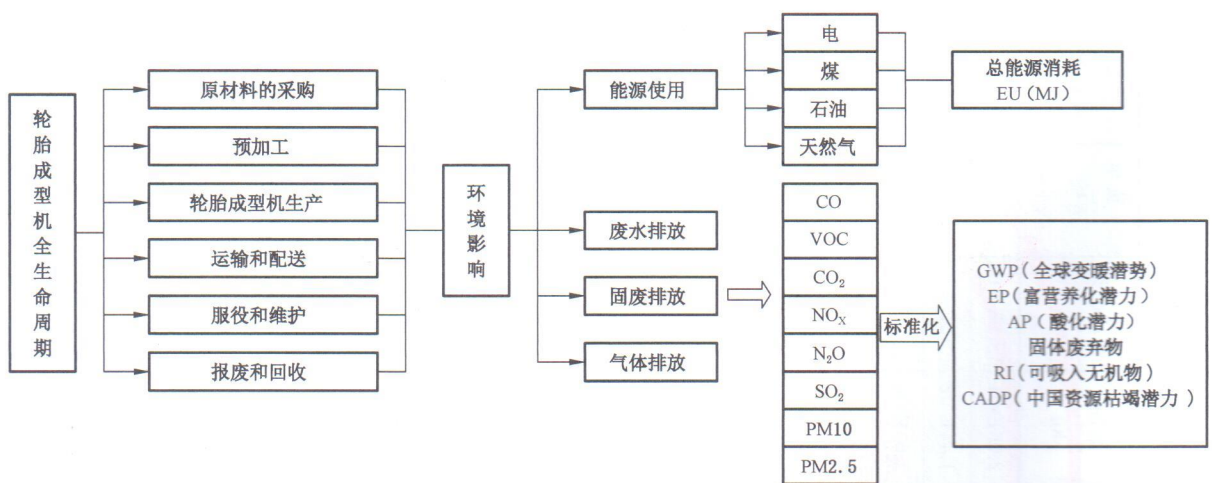 轮胎成型机全生命周期
原材料的采购
预加工
轮胎成型机生产
运输和配送
服役和维护
报废和回收
环境影响
能源使用
废水排放
固废排放
气体排放
电
煤
石油
天然气
总能源消耗
EU(MJ)
CO
VOC
CO₂
NOₓ
N₂O
SO₂
PM10
PM2.5
标准化
GWP(全球变暖潜势)
EP(富营养化潜力)
AP(酸化潜力)
固体废弃物
RI(可吸入无机物)
CADP(中国资源枯竭潜力)